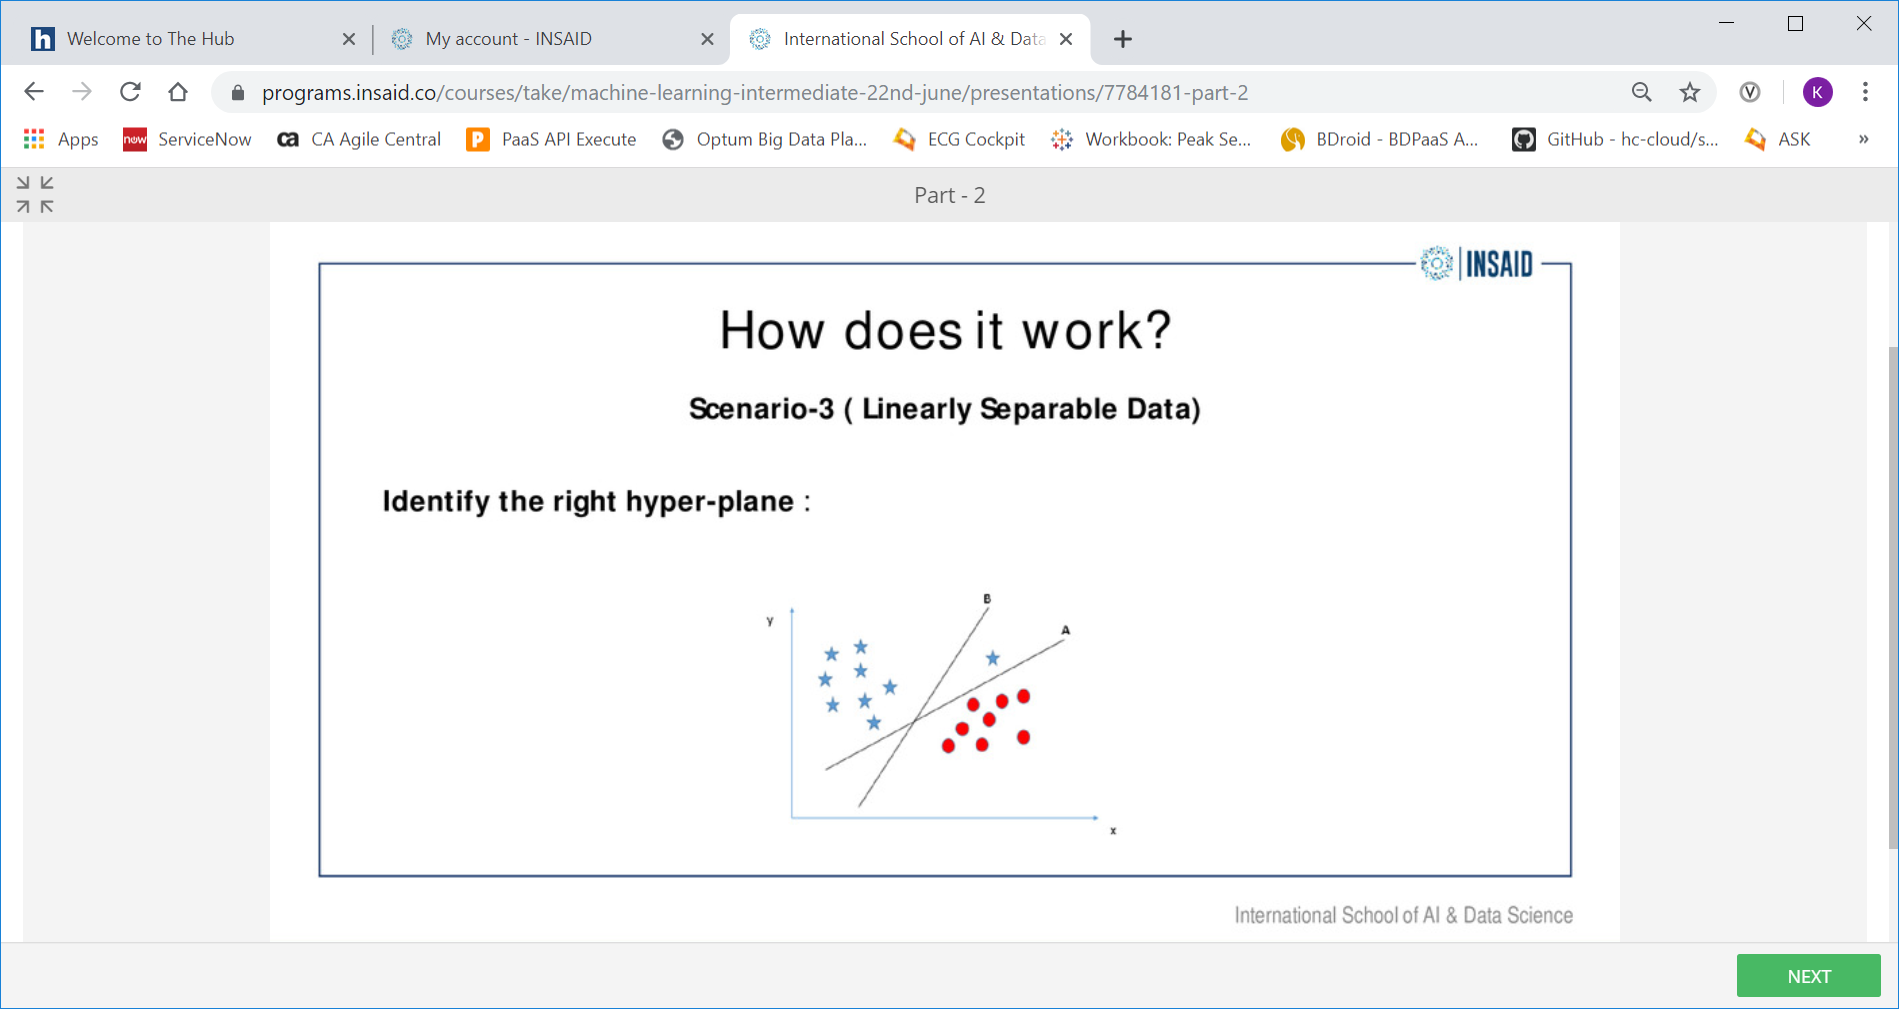 h Welcome to The Hub
My account - INSAID
International School of AI & Data
programs.insaid.co/courses/take/machine-learning-intermediate-22nd-june/presentations/7784181-part-2
V
K
Apps
now ServiceNow
ca CA Agile Central
P PaaS API Execute
Optum Big Data Pla...
ECG Cockpit
Workbook: Peak Se...
BDroid - BDPaaS A...
GitHub - hc-cloud/s...
ASK
»
Part - 2
INSAID
How does it work?
Scenario-3 ( Linearly Separable Data)
Identify the right hyper-plane :
B
y
A
x
International School of AI & Data Science
NEXT